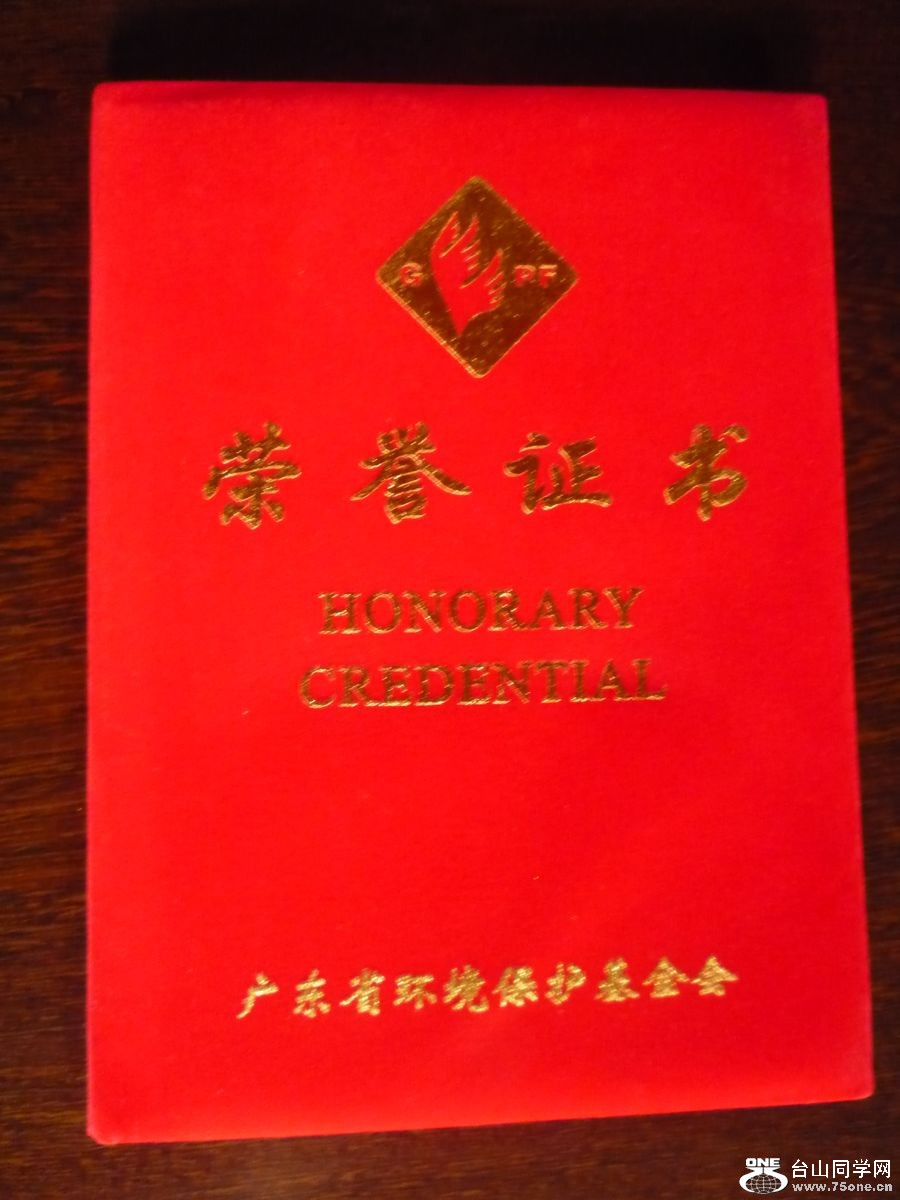 G PF
荣誉证书
HONORARY
CREDENTIAL
广东省环境保护基金会
ONE 台山同学网
www.75one.cn